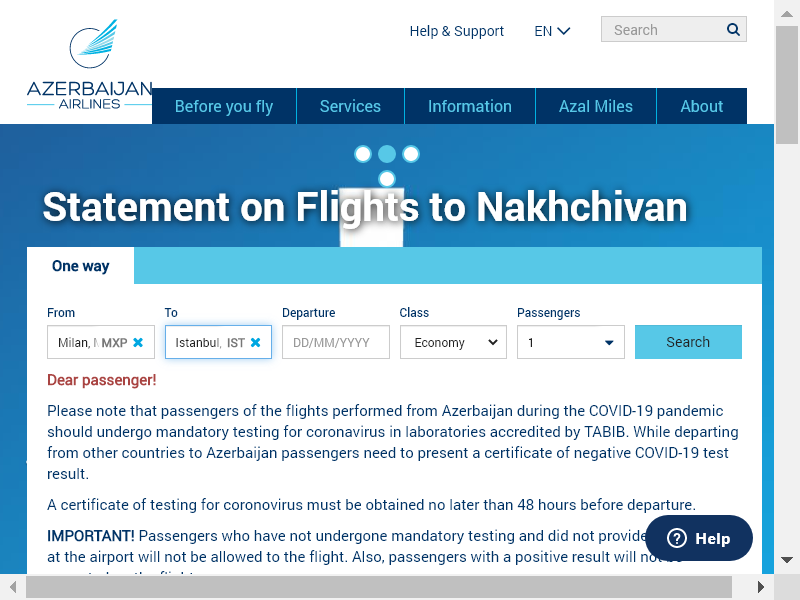 Help & Support
EN
Search
AZERBAIJAN
AIRLINES
Before you fly
Services
Information
Azal Miles
About
Statement on Flights to Nakhchivan
One way
From
To
Departure
Class
Passengers
Milan, MXP
Istanbul, IST
DD/MM/YYYY
Economy
1
Search
Dear passenger!
Please note that passengers of the flights performed from Azerbaijan during the COVID-19 pandemic
should undergo mandatory testing for coronavirus in laboratories accredited by TABIB. While departing
from other countries to Azerbaijan passengers need to present a certificate of negative COVID-19 test
result.
A certificate of testing for coronovirus must be obtained no later than 48 hours before departure.
IMPORTANT! Passengers who have not undergone mandatory testing and did not provide
at the airport will not be allowed to the flight. Also, passengers with a positive result will not be
Help